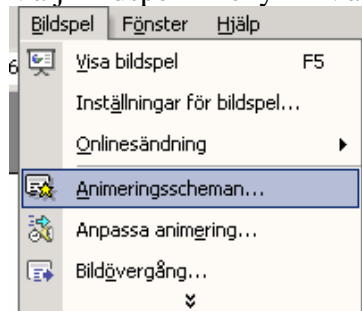 Bildspel Fönster Hjälp
Visa bildspel F5
Inställningar för bildspel...
Onlinesändning
Animeringsscheman...
Anpassa animering...
Bildövergång...